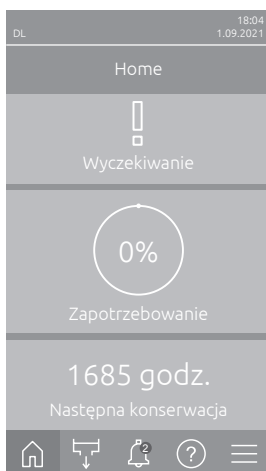 18:04
DL 1.09.2021
Home
Wyczekiwanie
0%
Zapotrzebowanie
1685 godz.
Następna konserwacja
2
?